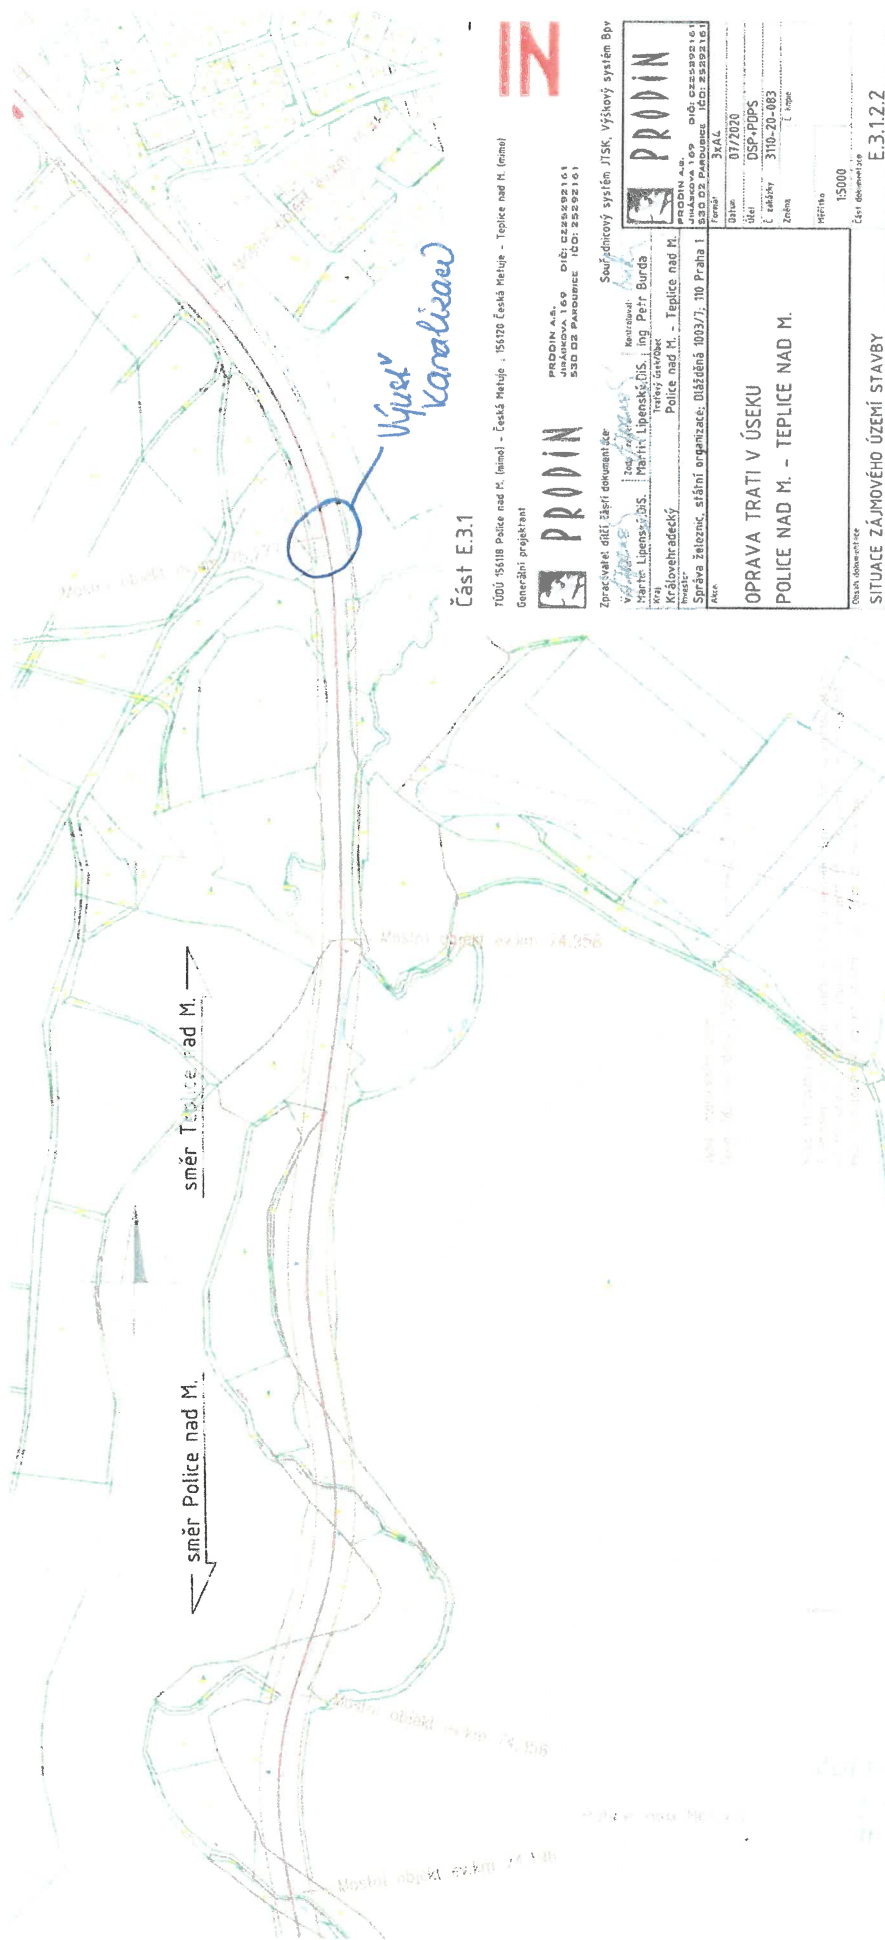 směr Police nad M.
směr Teplice nad M.
Výusť
kanalizace
Mostní objekt evkm 74,956
Část E.3.1
TÚDÚ 156118 Police nad M. (mimo) - Česká Metuje ; 156120 Česká Metuje - Teplice nad M. (mimo)
Generální projektant
PRODIN
PRODIN A.S.
JIRÁSKOVA 169 DIČ: CZ25292161
530 02 PARDUBICE IČO: 25292161
Zpracovatel dílčí části dokumentace:
Souřadnicový systém JTSK, Výškový systém Bpv
Kontroloval
Martin Lipenský DiS.
Martin Lipenský DiS.
Ing Petr Burda
PRODIN
PRODIN A.S.
JIRÁSKOVA 169 DIČ: CZ25292161
530 02 PARDUBICE IČO: 25292161
Kraj
Traťový úsek/Obec
Královehradecký
Police nad M. - Teplice nad M.
Investor
Správa železnic, státní organizace; Dlážděná 1003/7; 110 Praha 1
Formát
3xA4
Datum
07/2020
Účel
DSP+PDPS
Č zakázky
3110-20-083
Změna
Č kopie
Měřítko
1:5000
Akce
OPRAVA TRATI V ÚSEKU
POLICE NAD M. - TEPLICE NAD M.
Obsah dokumentace
Část dokumentace
SITUACE ZÁJMOVÉHO ÚZEMÍ STAVBY
E.3.1.2.2